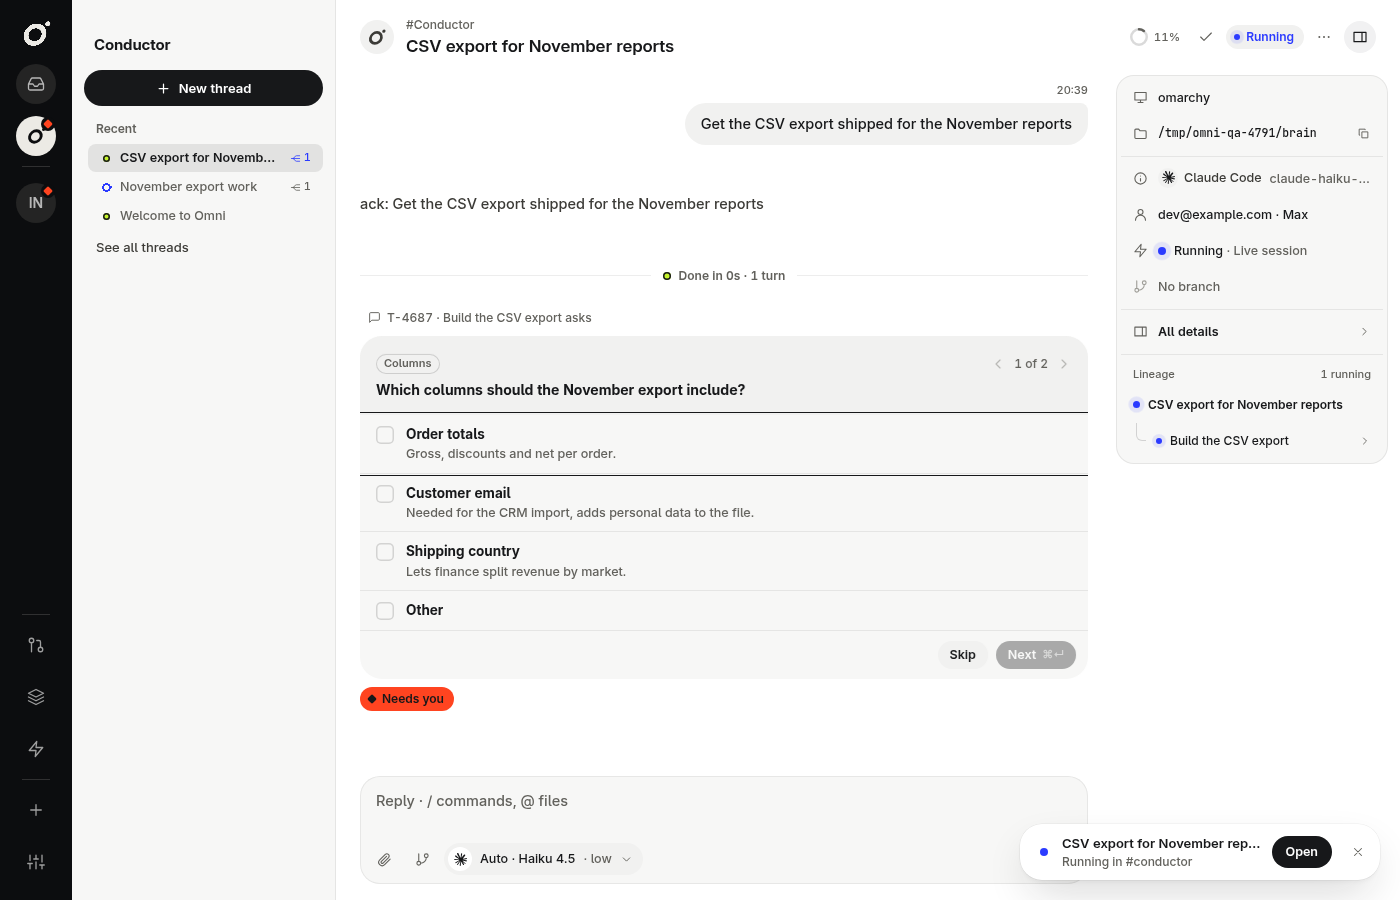 Conductor
New thread
Recent
CSV export for Novemb... 1
November export work 1
Welcome to Omni
See all threads
IN
#Conductor
CSV export for November reports
11%
Running
20:39
Get the CSV export shipped for the November reports
ack: Get the CSV export shipped for the November reports
Done in 0s · 1 turn
T-4687 · Build the CSV export asks
Columns
1 of 2
Which columns should the November export include?
Order totals
Gross, discounts and net per order.
Customer email
Needed for the CRM import, adds personal data to the file.
Shipping country
Lets finance split revenue by market.
Other
Skip
Next ⌘↵
Needs you
Reply · / commands, @ files
Auto · Haiku 4.5 · low
omarchy
/tmp/omni-qa-4791/brain
Claude Code claude-haiku-...
dev@example.com · Max
Running · Live session
No branch
All details
Lineage 1 running
CSV export for November reports
Build the CSV export
CSV export for November rep...
Running in #conductor
Open